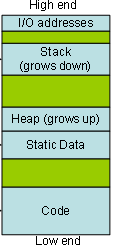 High end
I/O addresses
Stack
(grows down)
Heap (grows up)
Static Data
Code
Low end